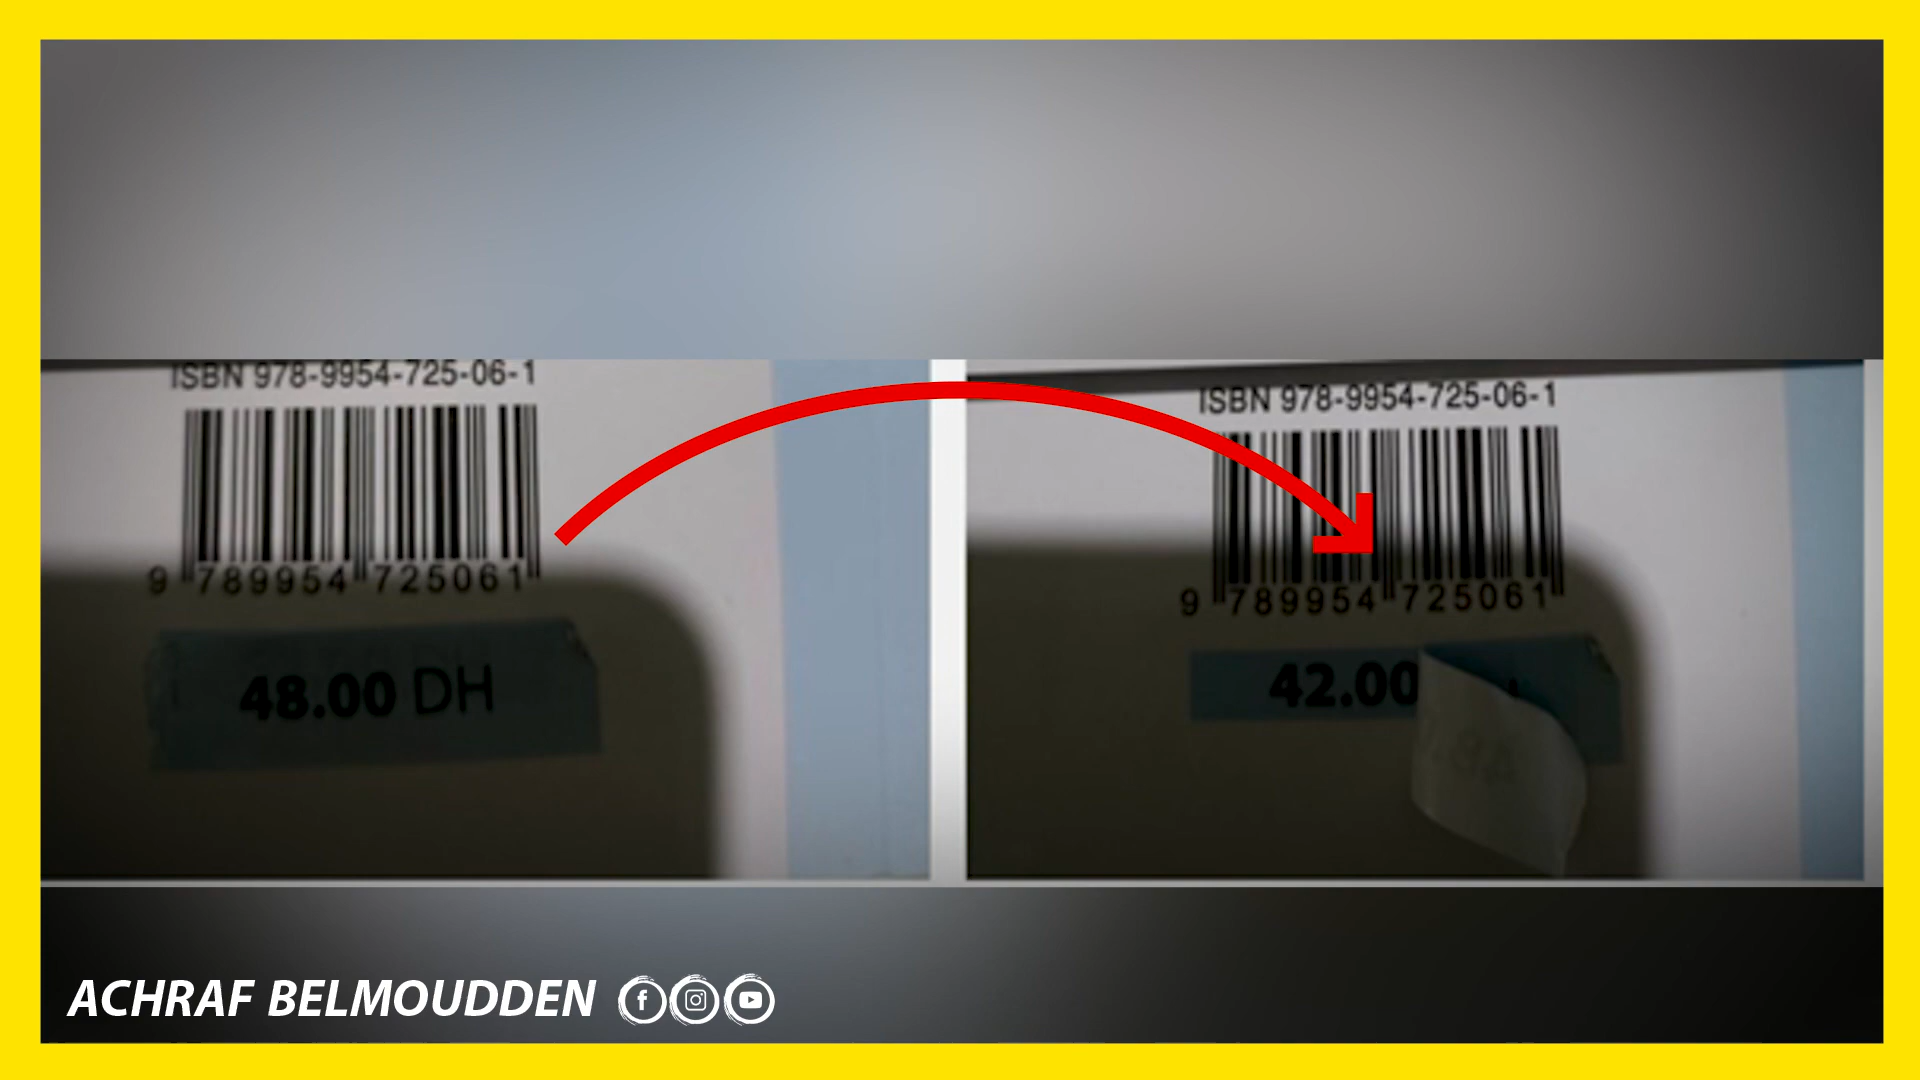 ISBN 978-9954-725-06-1
9 789954 725061
48.00 DH
ISBN 978-9954-725-06-1
9 789954 725061
42.00
ACHRAF BELMOUDDEN